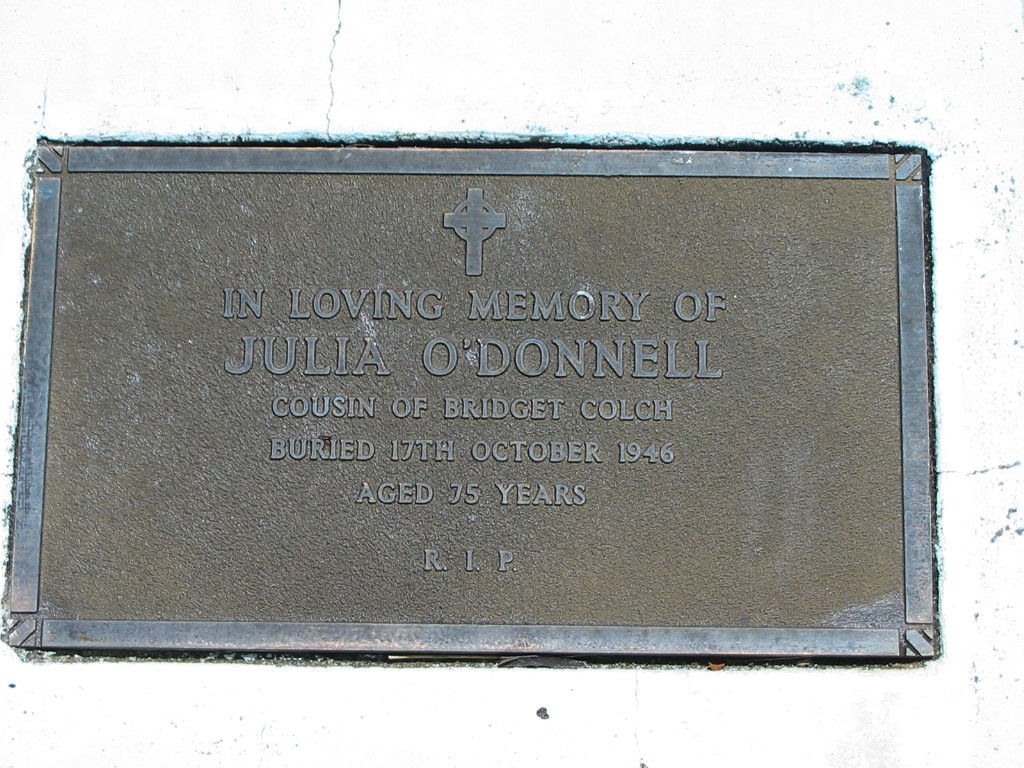 IN LOVING MEMORY OF
JULIA O'DONNELL
COUSIN OF BRIDGET COLCH
BURIED 17TH OCTOBER 1946
AGED 75 YEARS
R. I. P.